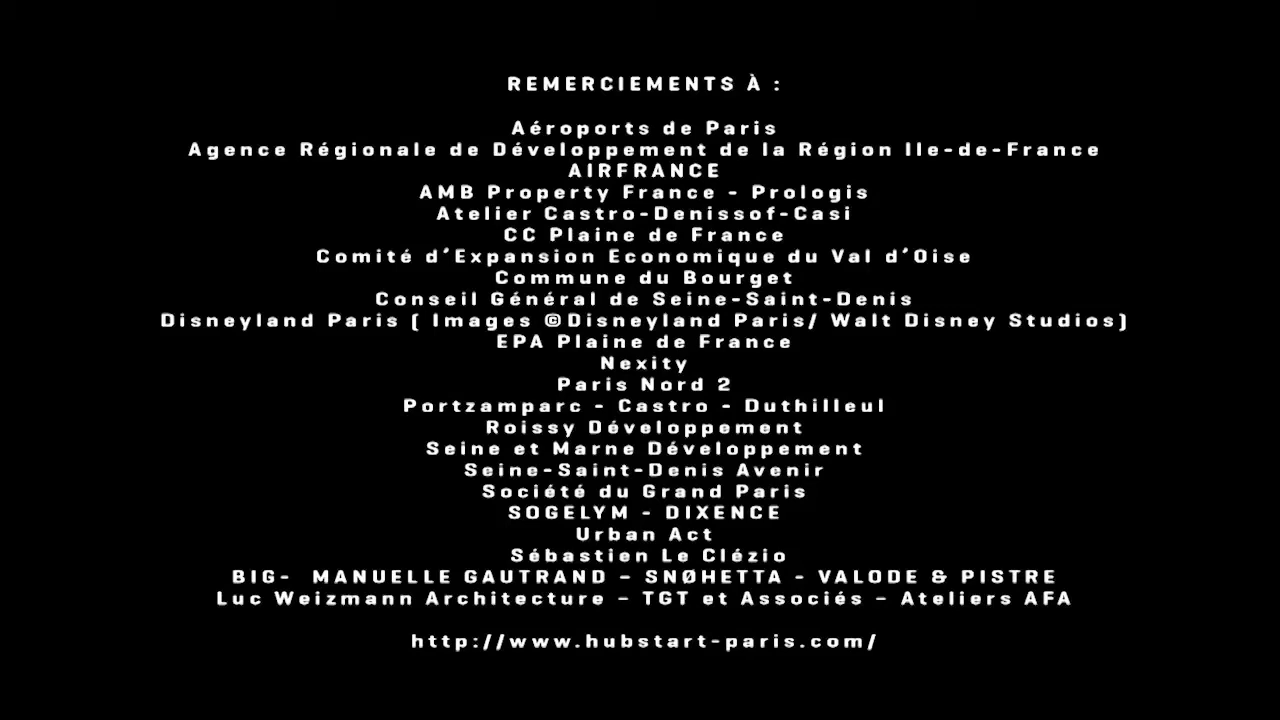 REMERCIEMENTS À :
Aéroports de Paris
Agence Régionale de Développement de la Région Ile-de-France
AIRFRANCE
AMB Property France - Prologis
Atelier Castro-Denissof-Casi
CC Plaine de France
Comité d'Expansion Economique du Val d'Oise
Commune du Bourget
Conseil Général de Seine-Saint-Denis
Disneyland Paris ( Images ©Disneyland Paris/ Walt Disney Studios)
EPA Plaine de France
Nexity
Paris Nord 2
Portzamparc - Castro - Duthilleul
Roissy Développement
Seine et Marne Développement
Seine-Saint-Denis Avenir
Société du Grand Paris
SOGELYM - DIXENCE
Urban Act
Sébastien Le Clézio
BIG-  MANUELLE GAUTRAND – SNØHETTA - VALODE & PISTRE
Luc Weizmann Architecture – TGT et Associés – Ateliers AFA
http://www.hubstart-paris.com/